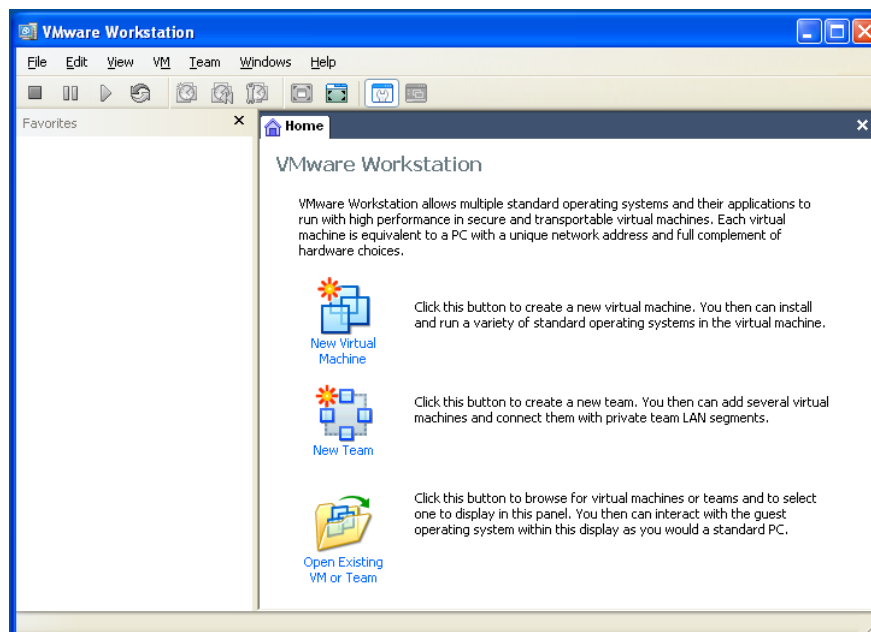 VMware Workstation
File Edit View VM Team Windows Help
Favorites
Home
VMware Workstation
VMware Workstation allows multiple standard operating systems and their applications to
run with high performance in secure and transportable virtual machines. Each virtual
machine is equivalent to a PC with a unique network address and full complement of
hardware choices.
New Virtual
Machine
Click this button to create a new virtual machine. You then can install
and run a variety of standard operating systems in the virtual machine.
New Team
Click this button to create a new team. You then can add several virtual
machines and connect them with private team LAN segments.
Open Existing
VM or Team
Click this button to browse for virtual machines or teams and to select
one to display in this panel. You then can interact with the guest
operating system within this display as you would a standard PC.